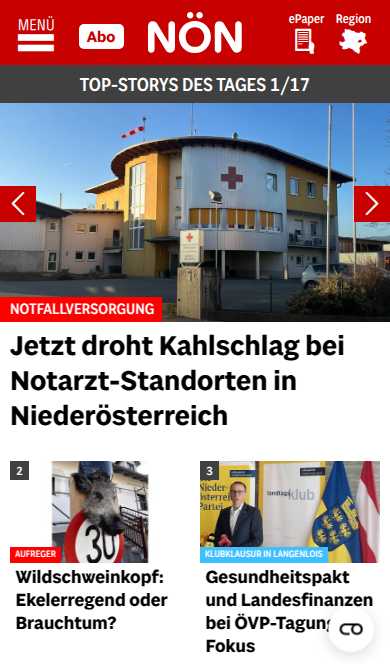 MENÜ
Abo
NÖN
ePaper
Region
TOP-STORYS DES TAGES 1/17
NOTFALLVERSORGUNG
Jetzt droht Kahlschlag bei
Notarzt-Standorten in
Niederösterreich
2
30
AUFREGER
Wildschweinkopf:
Ekelerregend oder
Brauchtum?
3
landtagsklub
Partei
KLUBKLAUSUR IN LANGENLOIS
Gesundheitspakt
und Landesfinanzen
bei ÖVP-Tagung
Fokus